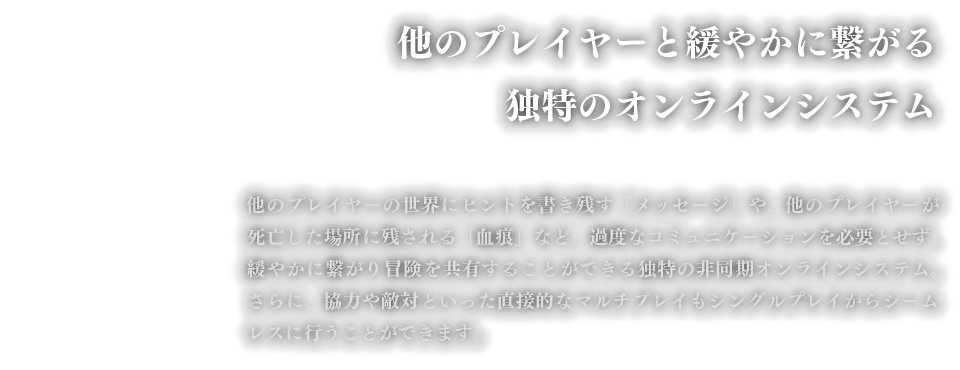 他のプレイヤーと緩やかに繋がる
独特のオンラインシステム
他のプレイヤーの世界にヒントを書き残す「メッセージ」や、他のプレイヤーが
死亡した場所に残される「血痕」など、過度なコミュニケーションを必要とせず、
緩やかに繋がり冒険を共有することができる独特の非同期オンラインシステム。
さらに、協力や敵対といった直接的なマルチプレイもシングルプレイからシーム
レスに行うことができます。